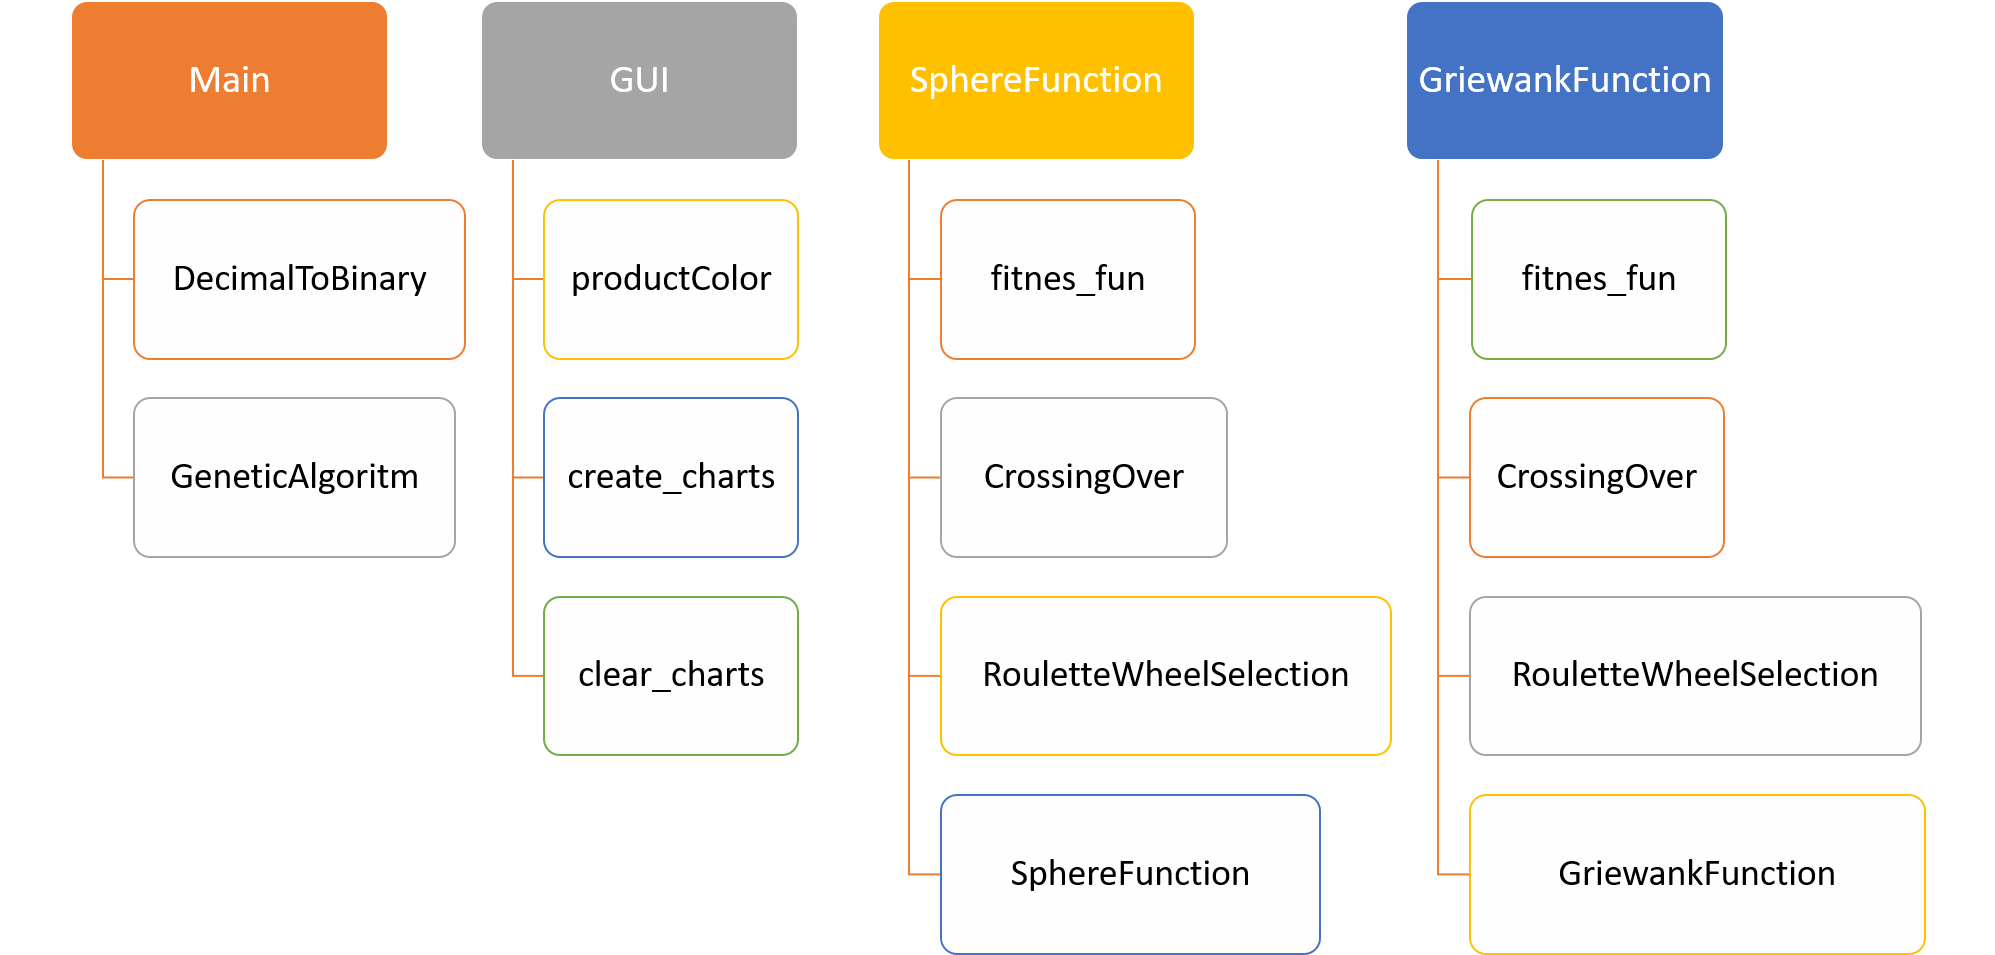 Main
DecimalToBinary
GeneticAlgoritm
GUI
productColor
create_charts
clear_charts
SphereFunction
fitnes_fun
CrossingOver
RouletteWheelSelection
SphereFunction
GriewankFunction
fitnes_fun
CrossingOver
RouletteWheelSelection
GriewankFunction